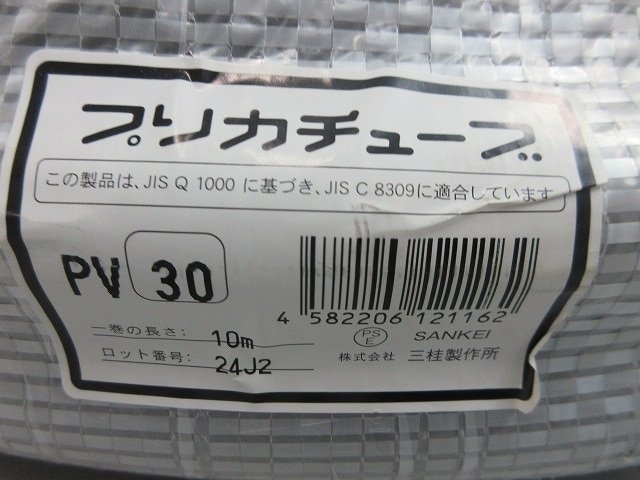 プリカチューブ
この製品は、JIS Q 1000 に基づき、JIS C 8309に適合しています
PV 30
4 582206 121162
一巻の長さ: 10m
PS E SANKEI
ロット番号: 24J2
株式会社 三桂製作所